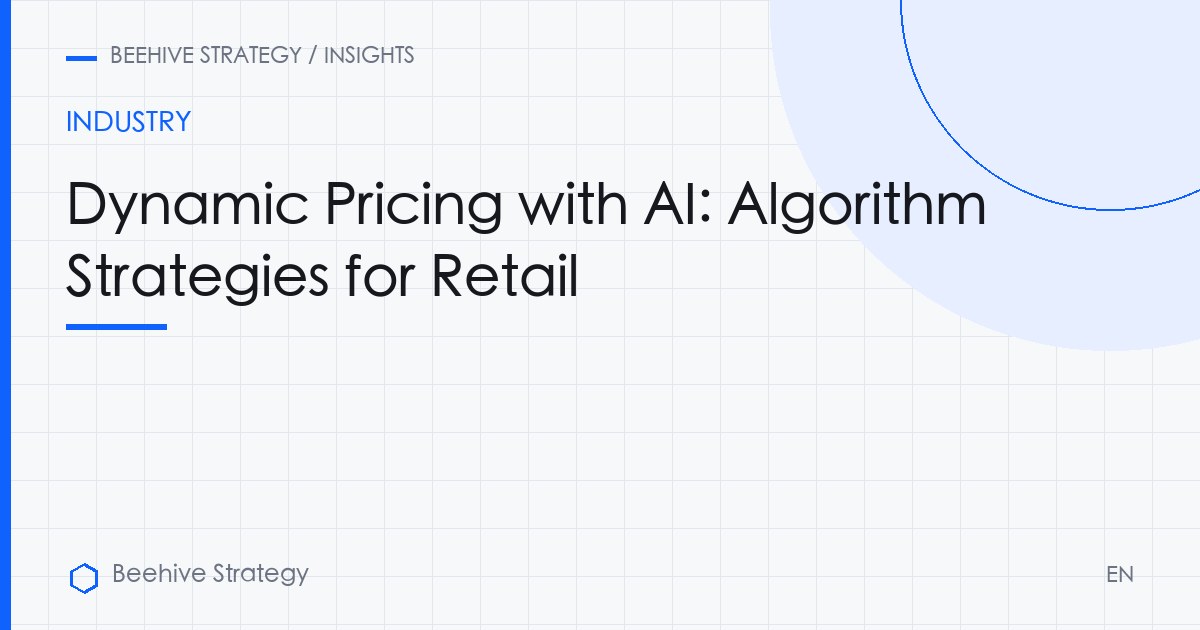 BEEHIVE STRATEGY / INSIGHTS
INDUSTRY
Dynamic Pricing with AI: Algorithm
Strategies for Retail
Beehive Strategy
EN